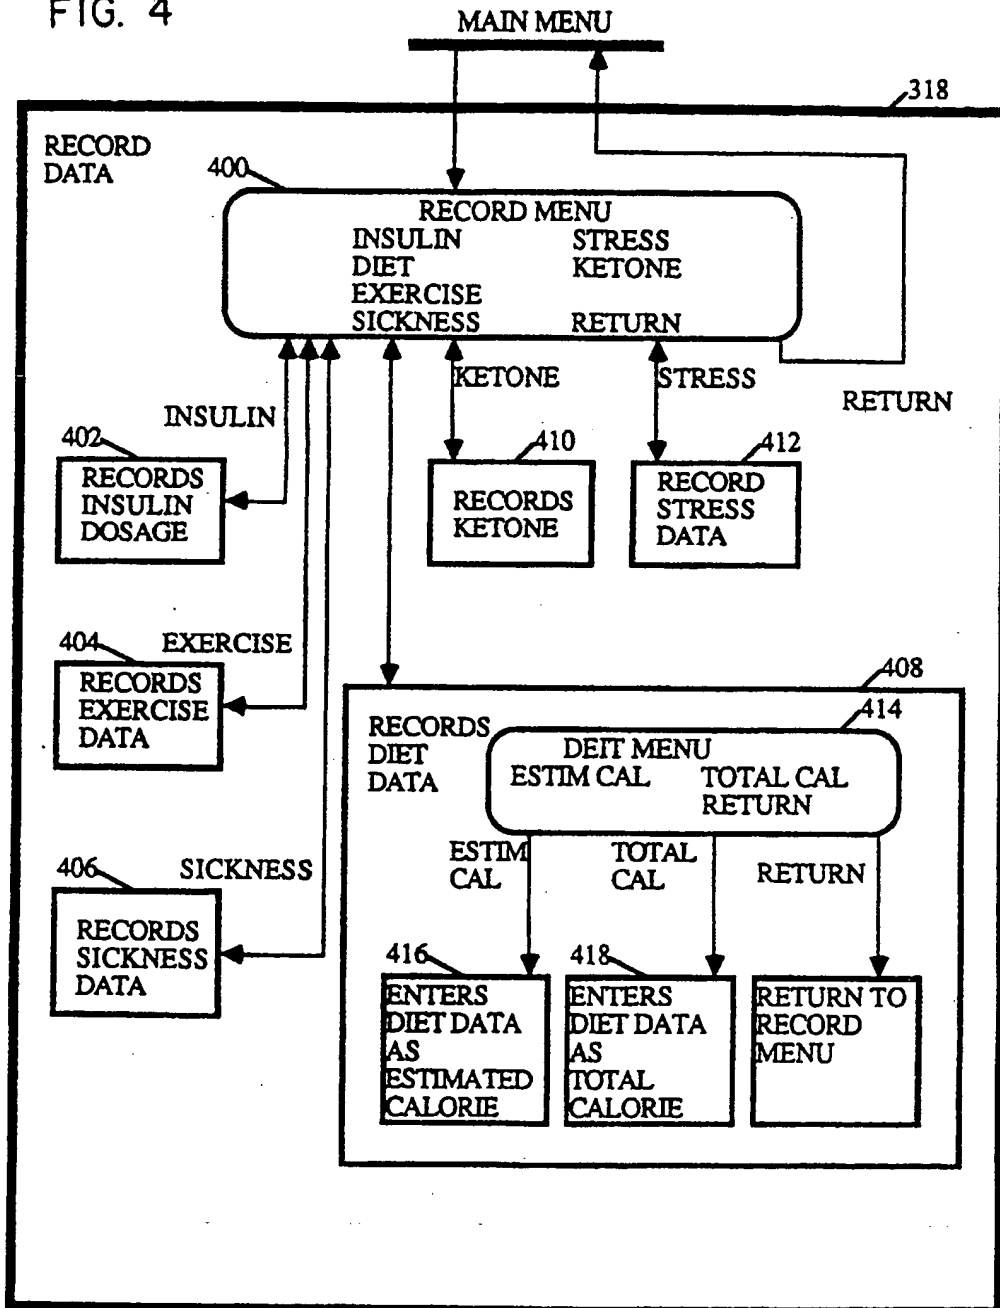 FIG. 4
MAIN MENU
318
RECORD
DATA
400
RECORD MENU
INSULIN STRESS
DIET KETONE
EXERCISE
SICKNESS RETURN
KETONE
STRESS
RETURN
INSULIN
402
RECORDS
INSULIN
DOSAGE
410
RECORDS
KETONE
412
RECORD
STRESS
DATA
404
EXERCISE
RECORDS
EXERCISE
DATA
408
RECORDS
DIET
DATA
414
DEIT MENU
ESTIM CAL TOTAL CAL
RETURN
406
SICKNESS
RECORDS
SICKNESS
DATA
ESTIM
CAL
TOTAL
CAL
RETURN
416
ENTERS
DIET DATA
AS
ESTIMATED
CALORIE
418
ENTERS
DIET DATA
AS
TOTAL
CALORIE
RETURN TO
RECORD
MENU